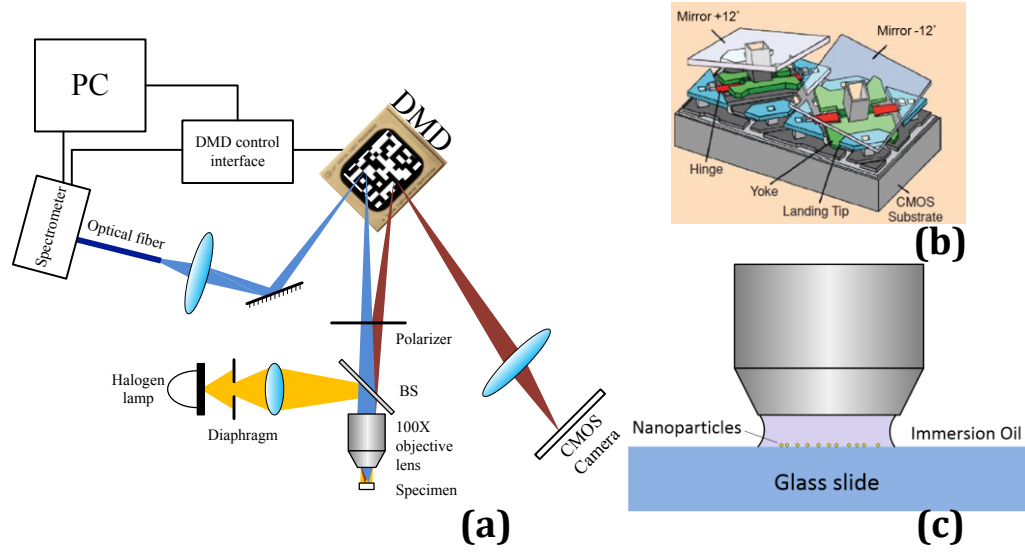 PC
DMD control
interface
DMD
Spectrometer
Optical fiber
Polarizer
Halogen
lamp
BS
Diaphragm
100X
objective
lens
Specimen
CMOS
Camera
(a)
Mirror +12°
Mirror -12°
Hinge
Yoke
Landing Tip
CMOS
Substrate
(b)
Nanoparticles
Immersion Oil
Glass slide
(c)